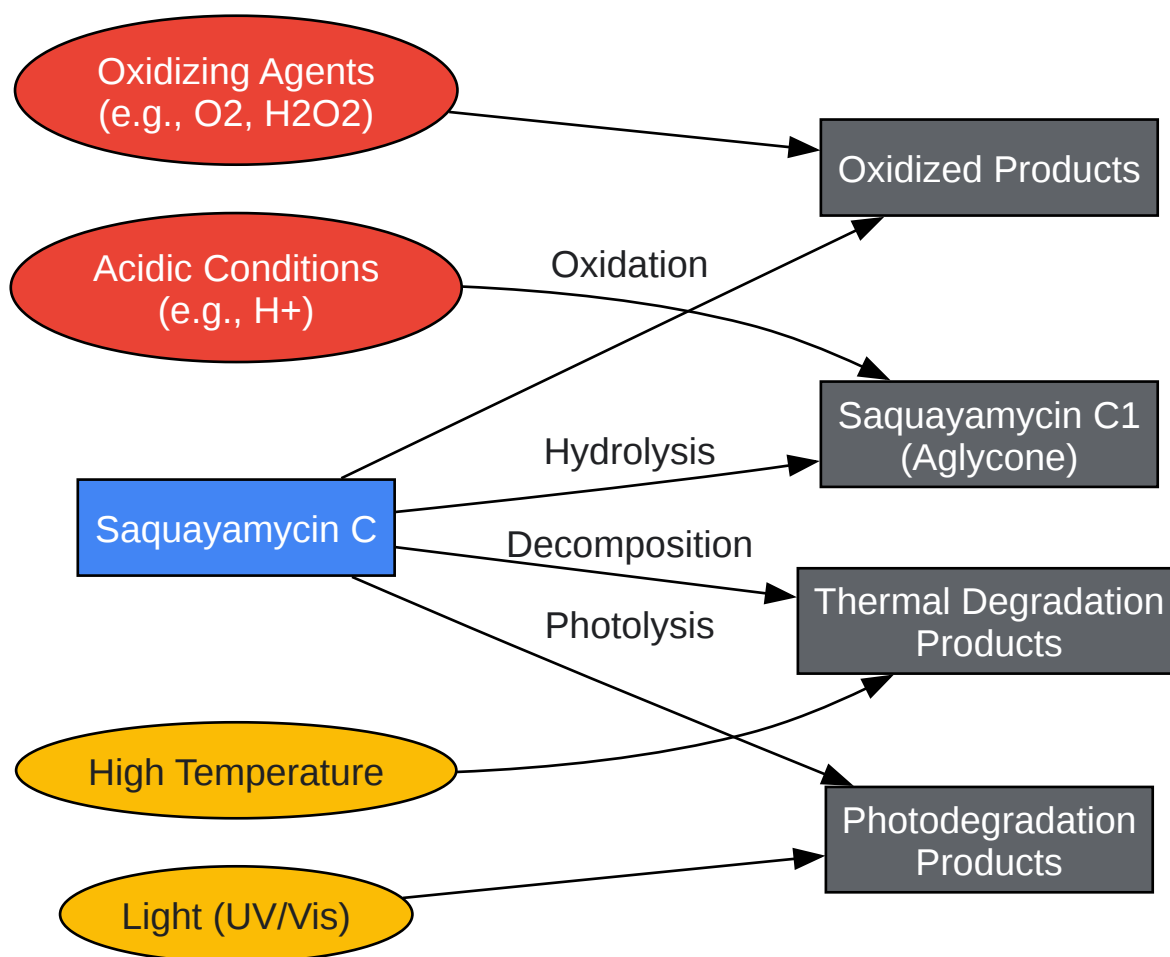 Oxidizing Agents
(e.g., O2, H2O2)
Oxidized Products
Acidic Conditions
(e.g., H+)
Oxidation
Saquayamycin C1
(Aglycone)
Hydrolysis
Saquayamycin C
Decomposition
Thermal Degradation
Products
Photolysis
High Temperature
Photodegradation
Products
Light (UV/Vis)